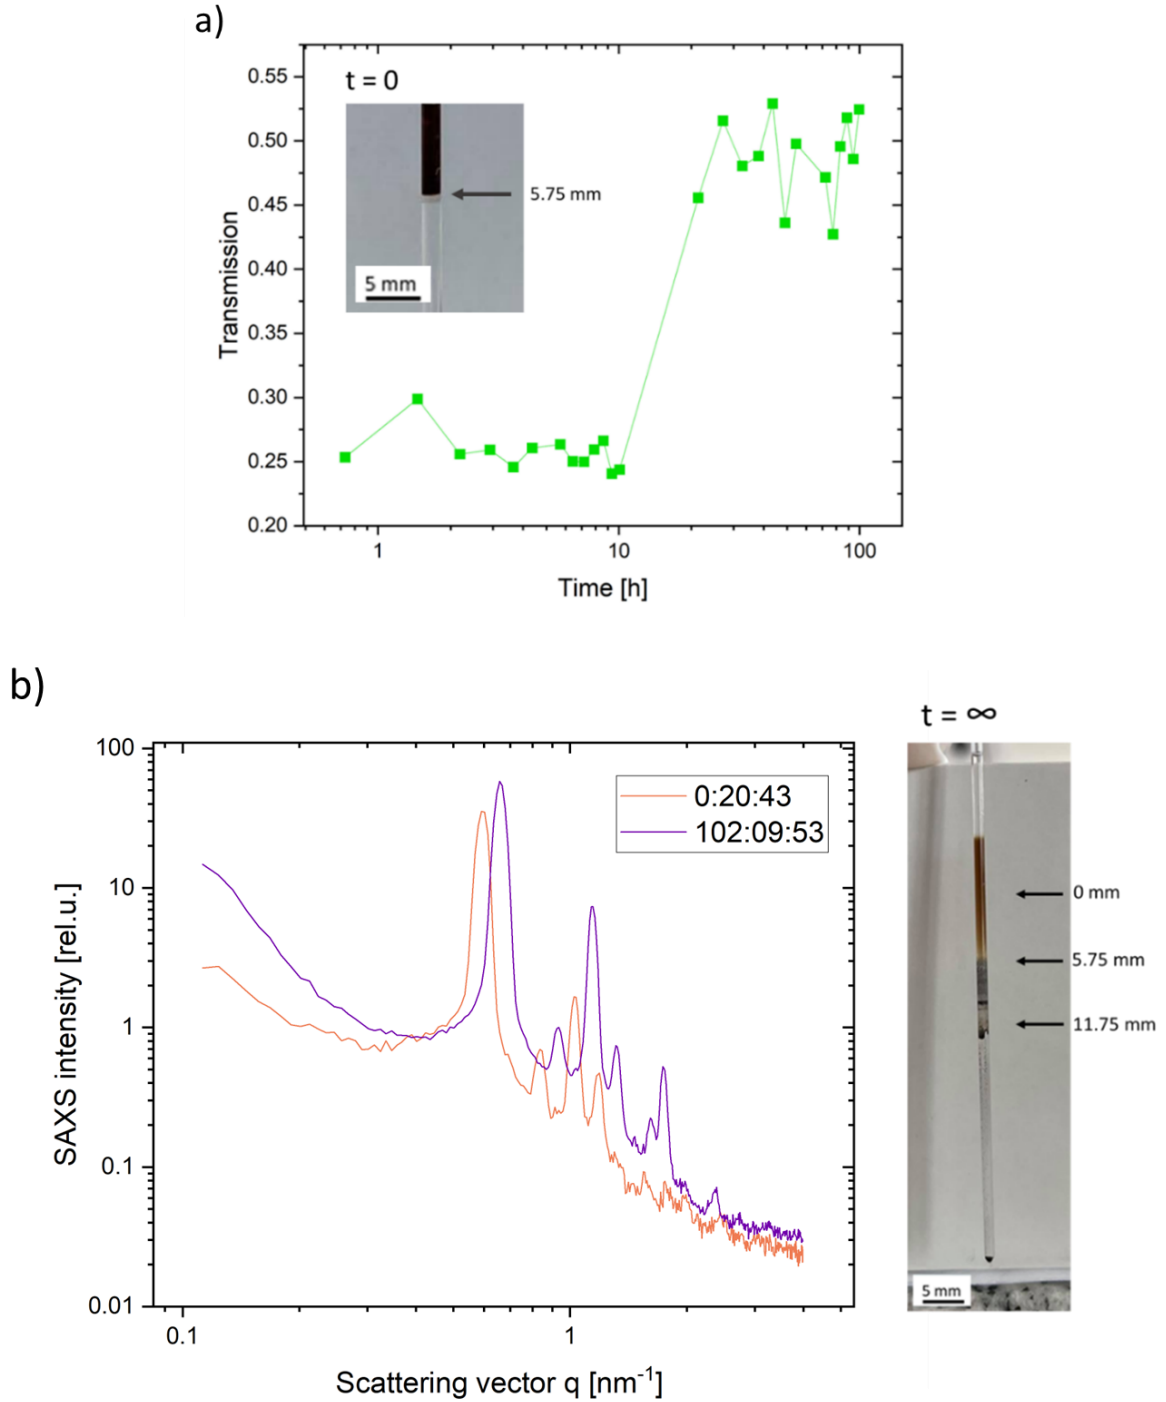 a)
t = 0
5.75 mm
5 mm
0.55
0.50
0.45
0.40
0.35
0.30
0.25
0.20
Transmission
1 10 100
Time [h]
b)
t = ∞
100
10
1
0.1
0.01
SAXS intensity [rel.u.]
0:20:43
102:09:53
0.1 1
Scattering vector q [nm⁻¹]
0 mm
5.75 mm
11.75 mm
5 mm